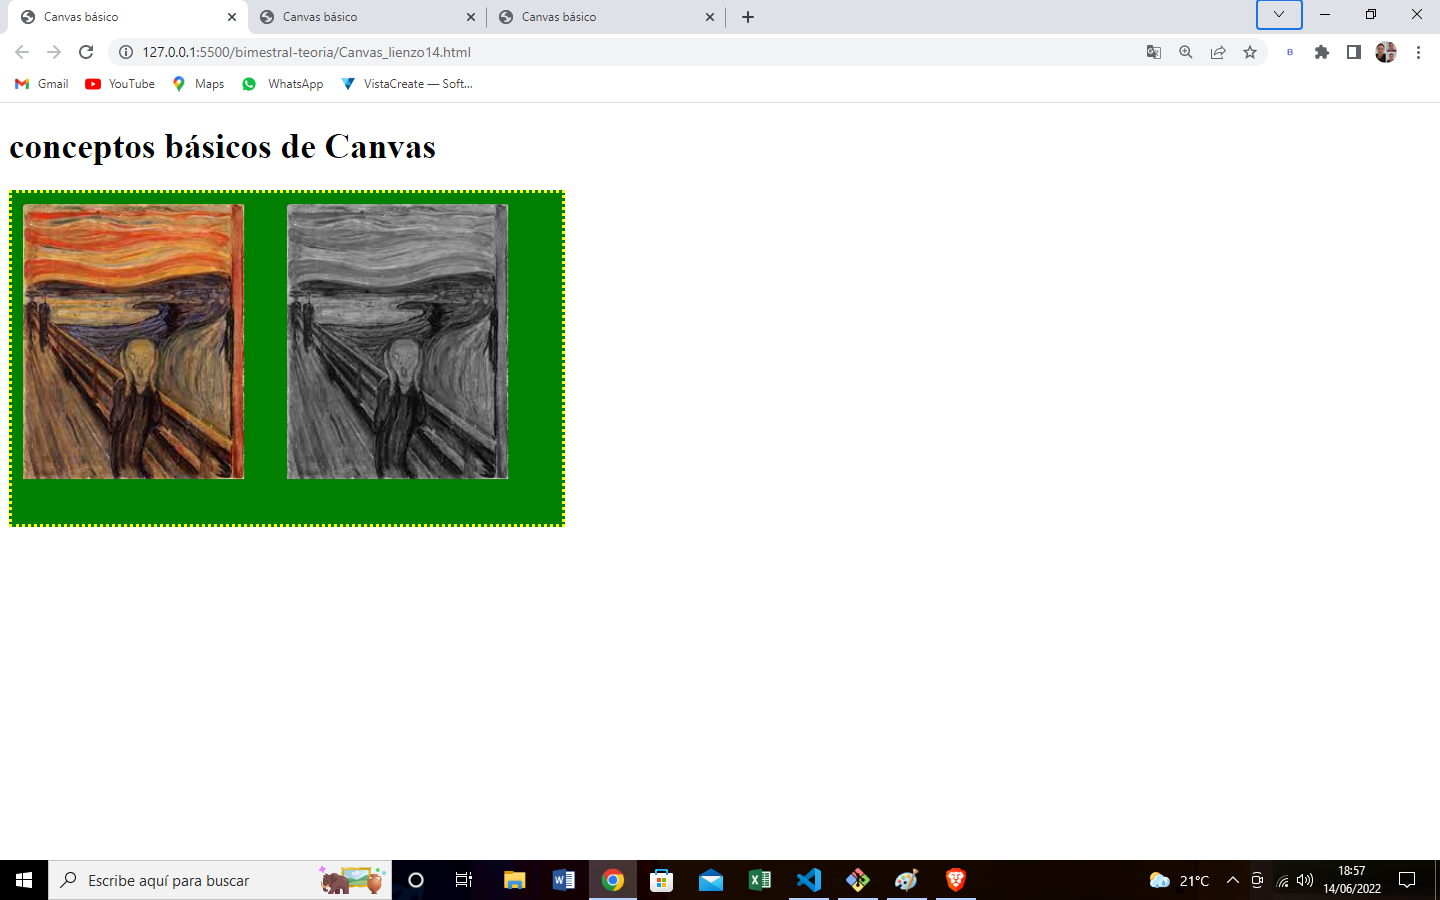 Canvas básico
Canvas básico
Canvas básico
127.0.0.1:5500/bimestral-teoria/Canvas_lienzo14.html
B
Gmail
YouTube
Maps
WhatsApp
VistaCreate — Soft...
conceptos básicos de Canvas
Escribe aquí para buscar
21°C
18:57
14/06/2022